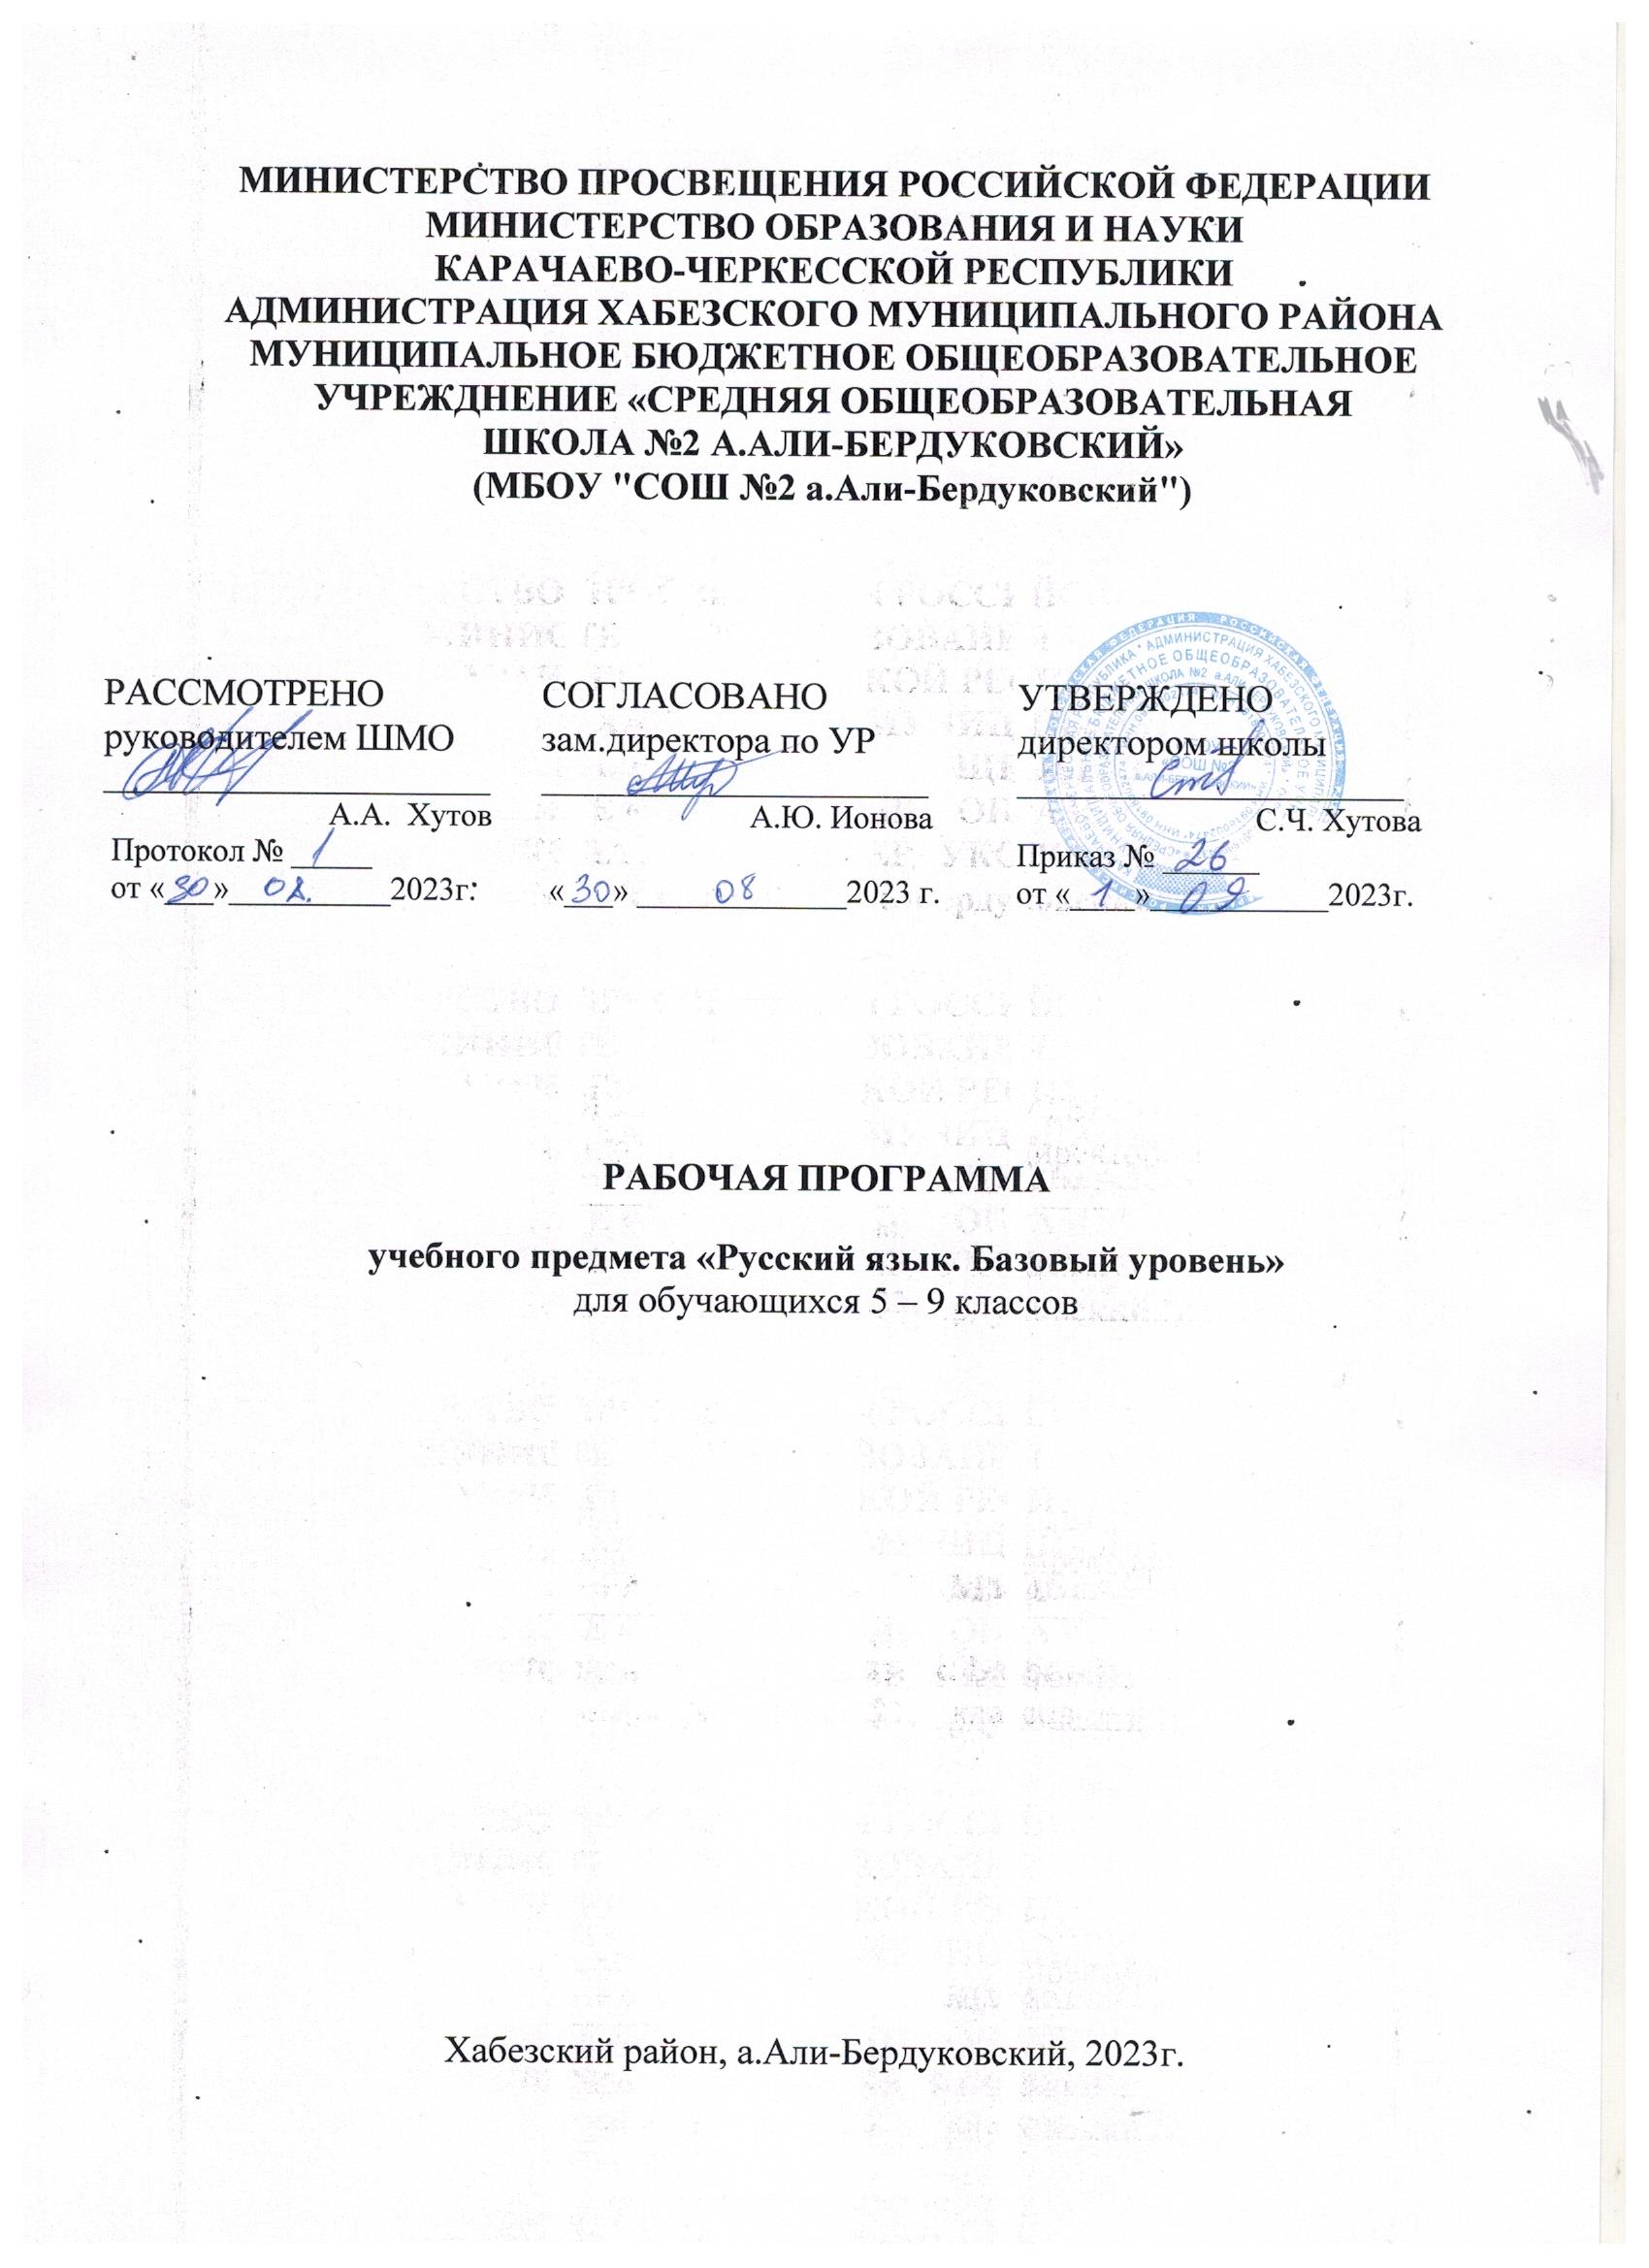 МИНИСТЕРСТВО ПРОСВЕЩЕНИЯ РОССИЙСКОЙ ФЕДЕРАЦИИ
МИНИСТЕРСТВО ОБРАЗОВАНИЯ И НАУКИ
КАРАЧАЕВО-ЧЕРКЕССКОЙ РЕСПУБЛИКИ
АДМИНИСТРАЦИЯ ХАБЕЗСКОГО МУНИЦИПАЛЬНОГО РАЙОНА
МУНИЦИПАЛЬНОЕ БЮДЖЕТНОЕ ОБЩЕОБРАЗОВАТЕЛЬНОЕ
УЧРЕЖДНЕНИЕ «СРЕДНЯЯ ОБЩЕОБРАЗОВАТЕЛЬНАЯ
ШКОЛА №2 А.АЛИ-БЕРДУКОВСКИЙ»
(МБОУ "СОШ №2 а.Али-Бердуковский")
РАССМОТРЕНО
руководителем ШМО
А.А. Хутов
Протокол № 1
от «30» 08. 2023г.
СОГЛАСОВАНО
зам.директора по УР
А.Ю. Ионова
«30» 08 2023 г.
УТВЕРЖДЕНО
директором школы
С.Ч. Хутова
Приказ № 26
от «1» 09 2023г.
РАБОЧАЯ ПРОГРАММА
учебного предмета «Русский язык. Базовый уровень»
для обучающихся 5 – 9 классов
Хабезский район, а.Али-Бердуковский, 2023г.